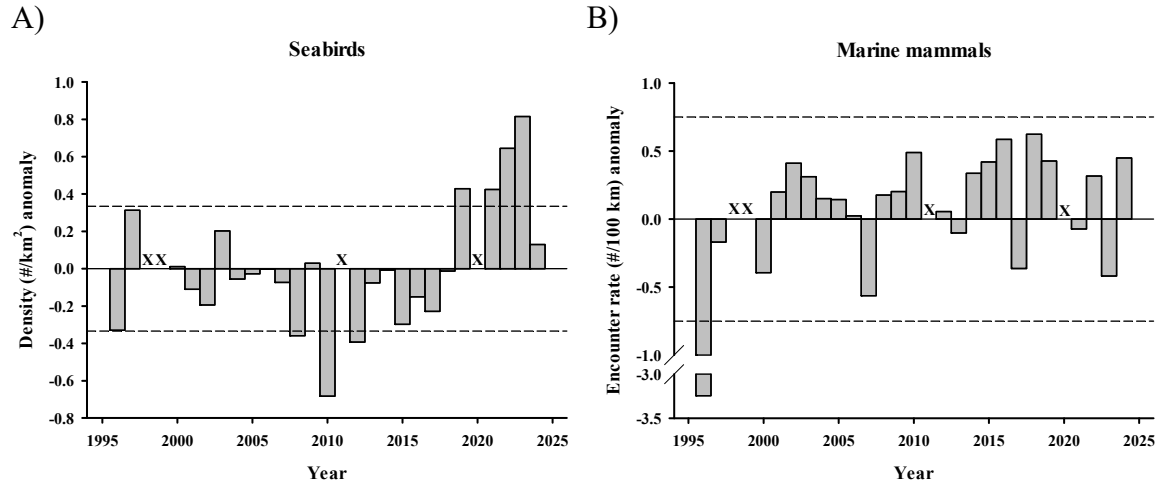 A)
Seabirds
Density (#/km²) anomaly
1.0
0.8
0.6
0.4
0.2
0.0
-0.2
-0.4
-0.6
-0.8
X X
X
X
1995 2000 2005 2010 2015 2020 2025
Year
B)
Marine mammals
Encounter rate (#/100 km) anomaly
1.0
0.5
0.0
-0.5
-1.0
-3.0
-3.5
X X
X
X
1995 2000 2005 2010 2015 2020 2025
Year